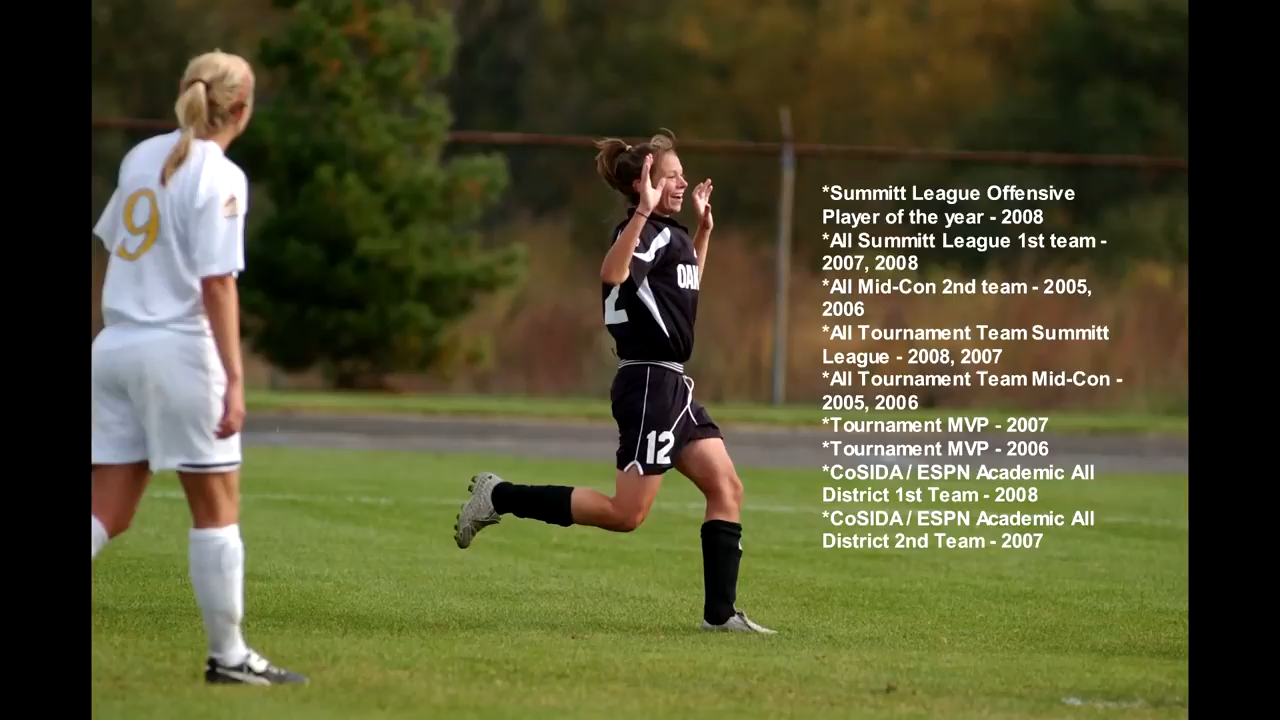 9
OAK
2
12
*Summitt League Offensive
Player of the year - 2008
*All Summitt League 1st team -
2007, 2008
*All Mid-Con 2nd team - 2005,
2006
*All Tournament Team Summitt
League - 2008, 2007
*All Tournament Team Mid-Con -
2005, 2006
*Tournament MVP - 2007
*Tournament MVP - 2006
*CoSIDA / ESPN Academic All
District 1st Team - 2008
*CoSIDA / ESPN Academic All
District 2nd Team - 2007